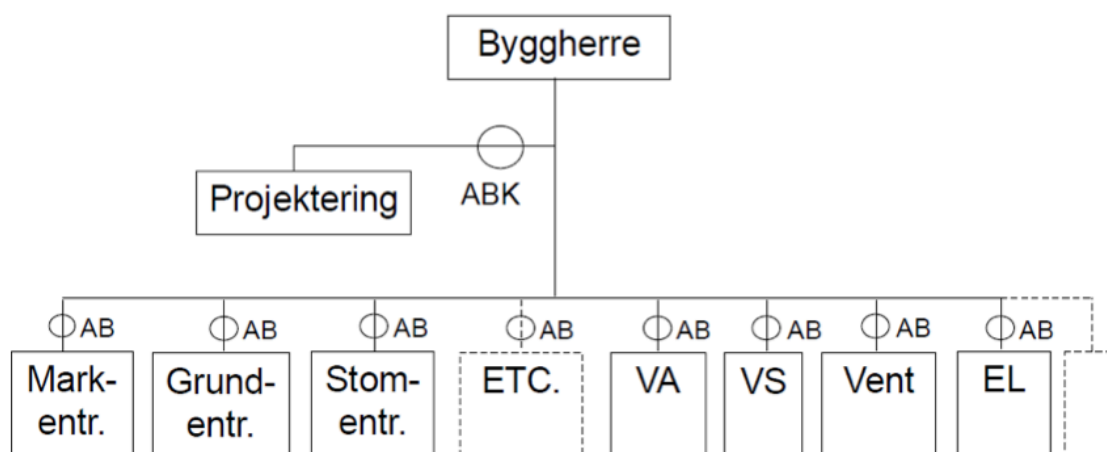 Byggherre
Projektering
ABK
AB AB AB AB AB AB AB AB
Mark-
entr.
Grund-
entr.
Stom-
entr.
ETC.
VA
VS
Vent
EL